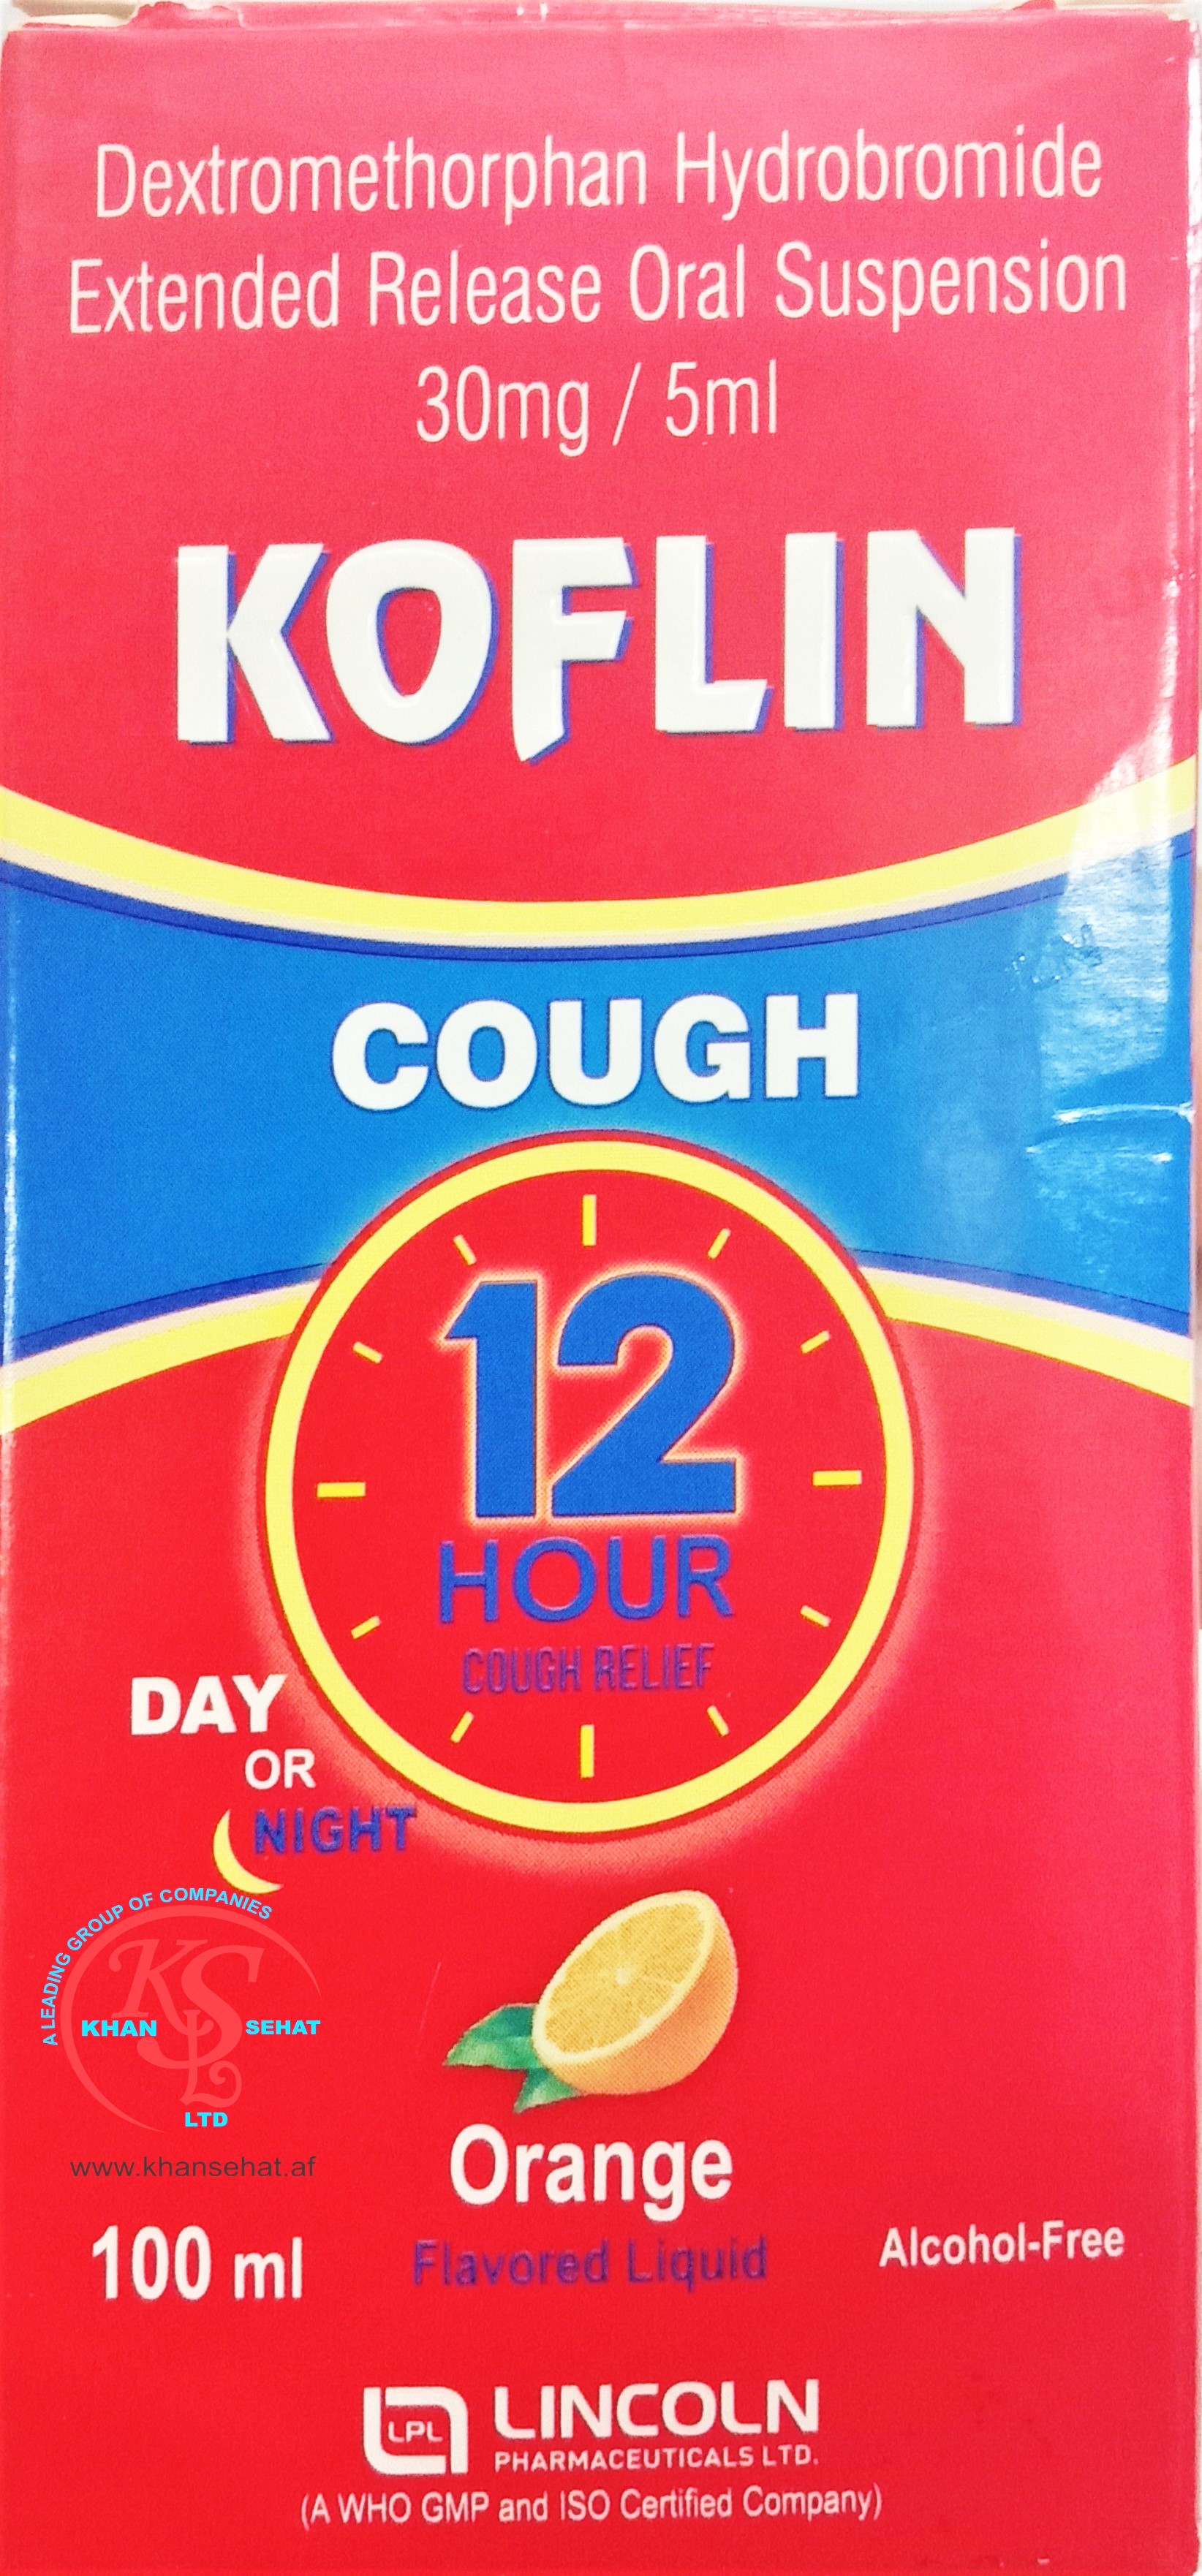 Dextromethorphan Hydrobromide
Extended Release Oral Suspension
30mg / 5ml
KOFLIN
COUGH
12
HOUR
COUGH RELIEF
DAY
OR
NIGHT
A LEADING GROUP OF COMPANIES
KSL
KHAN SEHAT
LTD
www.khansehat.af
Orange
Flavored Liquid
100 ml
Alcohol-Free
LPL LINCOLN
PHARMACEUTICALS LTD.
(A WHO GMP and ISO Certified Company)